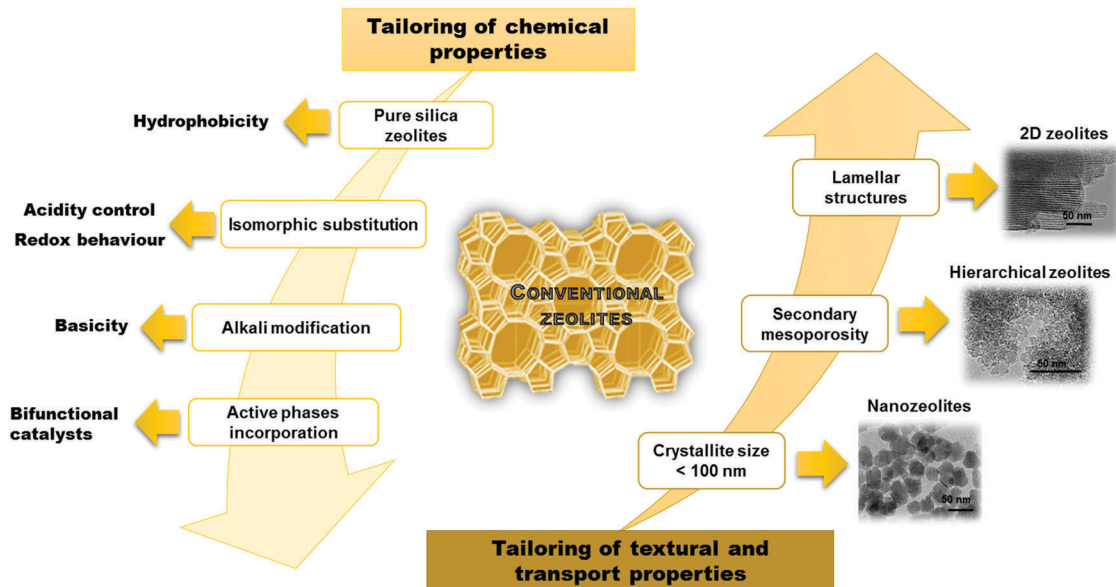 Tailoring of chemical
properties
Hydrophobicity
Pure silica
zeolites
Acidity control
Redox behaviour
Isomorphic substitution
Basicity
Alkali modification
Bifunctional
catalysts
Active phases
incorporation
CONVENTIONAL
ZEOLITES
2D zeolites
Lamellar
structures
50 nm
Hierarchical zeolites
Secondary
mesoporosity
50 nm
Nanozeolites
Crystallite size
< 100 nm
50 nm
Tailoring of textural and
transport properties